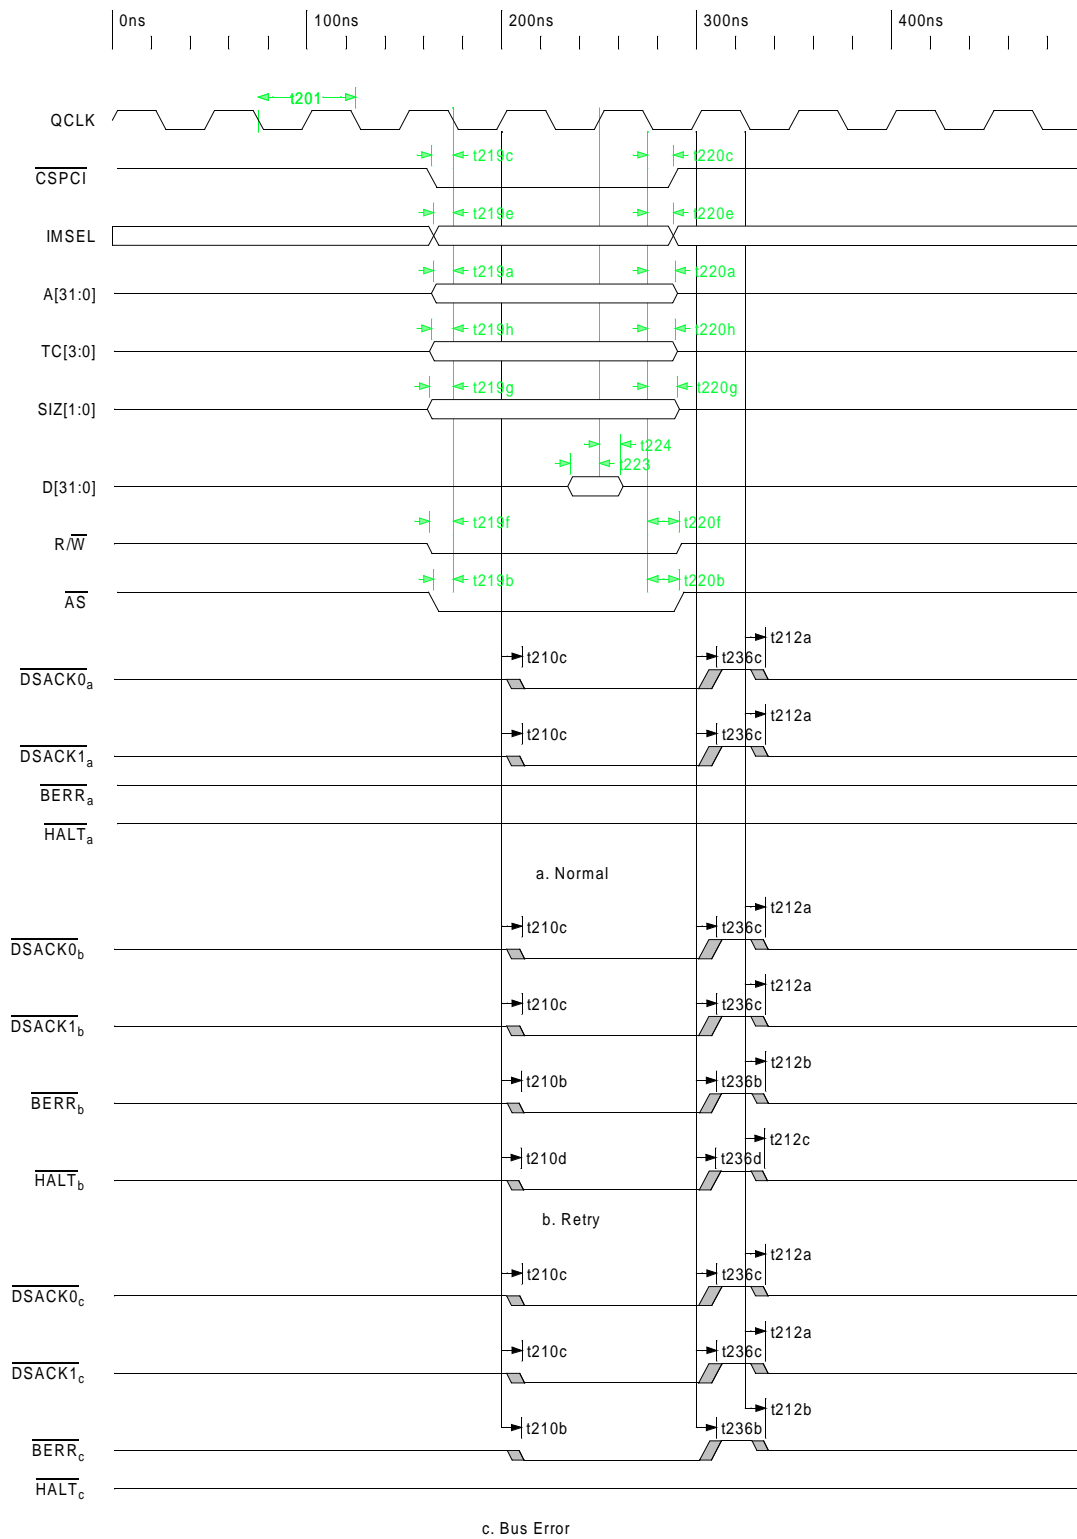 0ns 100ns 200ns 300ns 400ns
t201
QCLK
t219c t220c
CSPCI
t219e t220e
IMSEL
t219a t220a
A[31:0]
t219h t220h
TC[3:0]
t219g t220g
SIZ[1:0]
t224
t223
D[31:0]
t219f t220f
R/W
t219b t220b
AS
t212a
t210c t236c
DSACK0a
t212a
t210c t236c
DSACK1a
BERRa
HALTa
a. Normal
t212a
t210c t236c
DSACK0b
t212a
t210c t236c
DSACK1b
t212b
t210b t236b
BERRb
t212c
t210d t236d
HALTb
b. Retry
t212a
t210c t236c
DSACK0c
t212a
t210c t236c
DSACK1c
t212b
t210b t236b
BERRc
HALTc
c. Bus Error